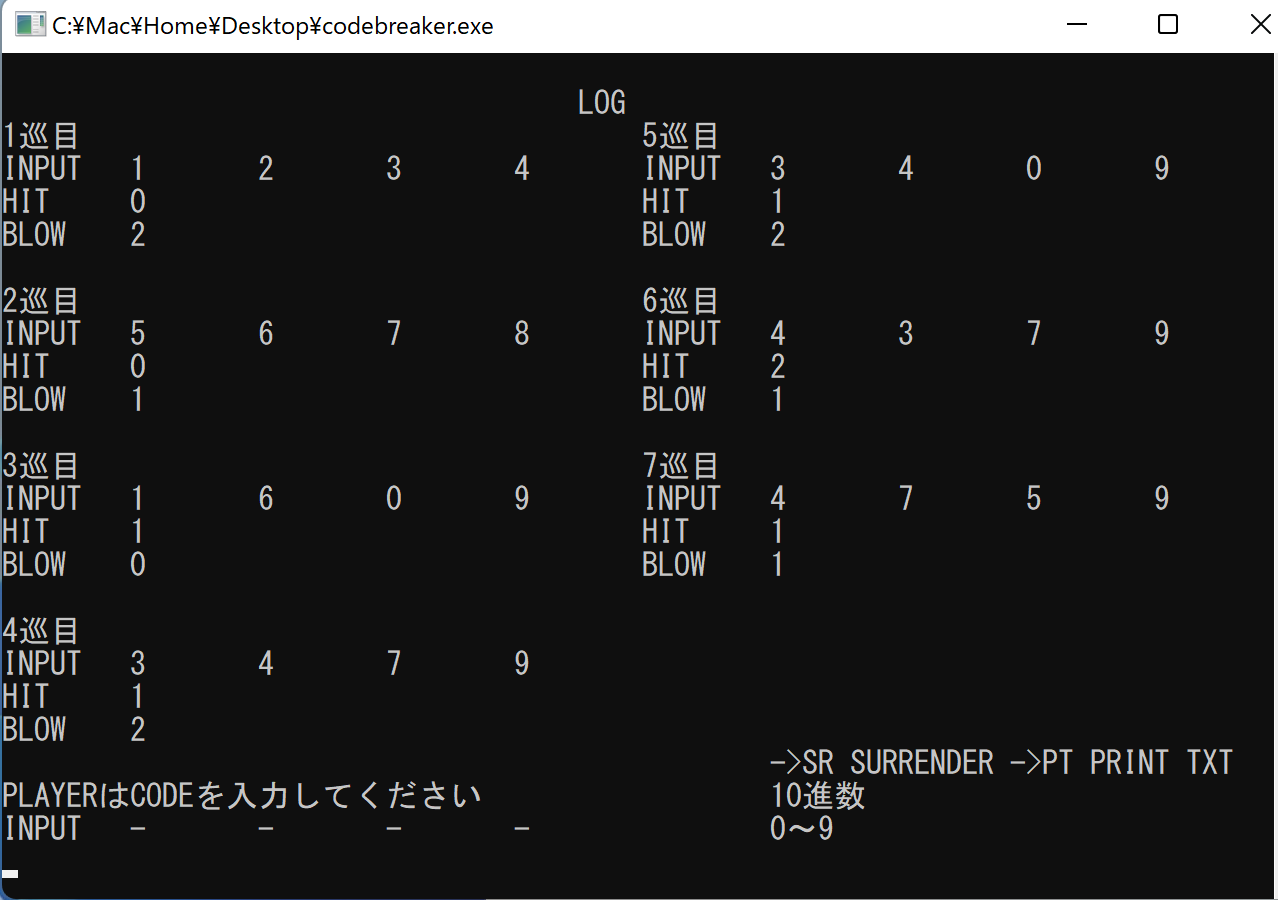 C:¥Mac¥Home¥Desktop¥codebreaker.exe
LOG
1巡目
INPUT 1 2 3 4
HIT 0
BLOW 2
2巡目
INPUT 5 6 7 8
HIT 0
BLOW 1
3巡目
INPUT 1 6 0 9
HIT 1
BLOW 0
4巡目
INPUT 3 4 7 9
HIT 1
BLOW 2
5巡目
INPUT 3 4 0 9
HIT 1
BLOW 2
6巡目
INPUT 4 3 7 9
HIT 2
BLOW 1
7巡目
INPUT 4 7 5 9
HIT 1
BLOW 1
->SR SURRENDER ->PT PRINT TXT
PLAYERはCODEを入力してください
10進数
INPUT - - - -
0～9